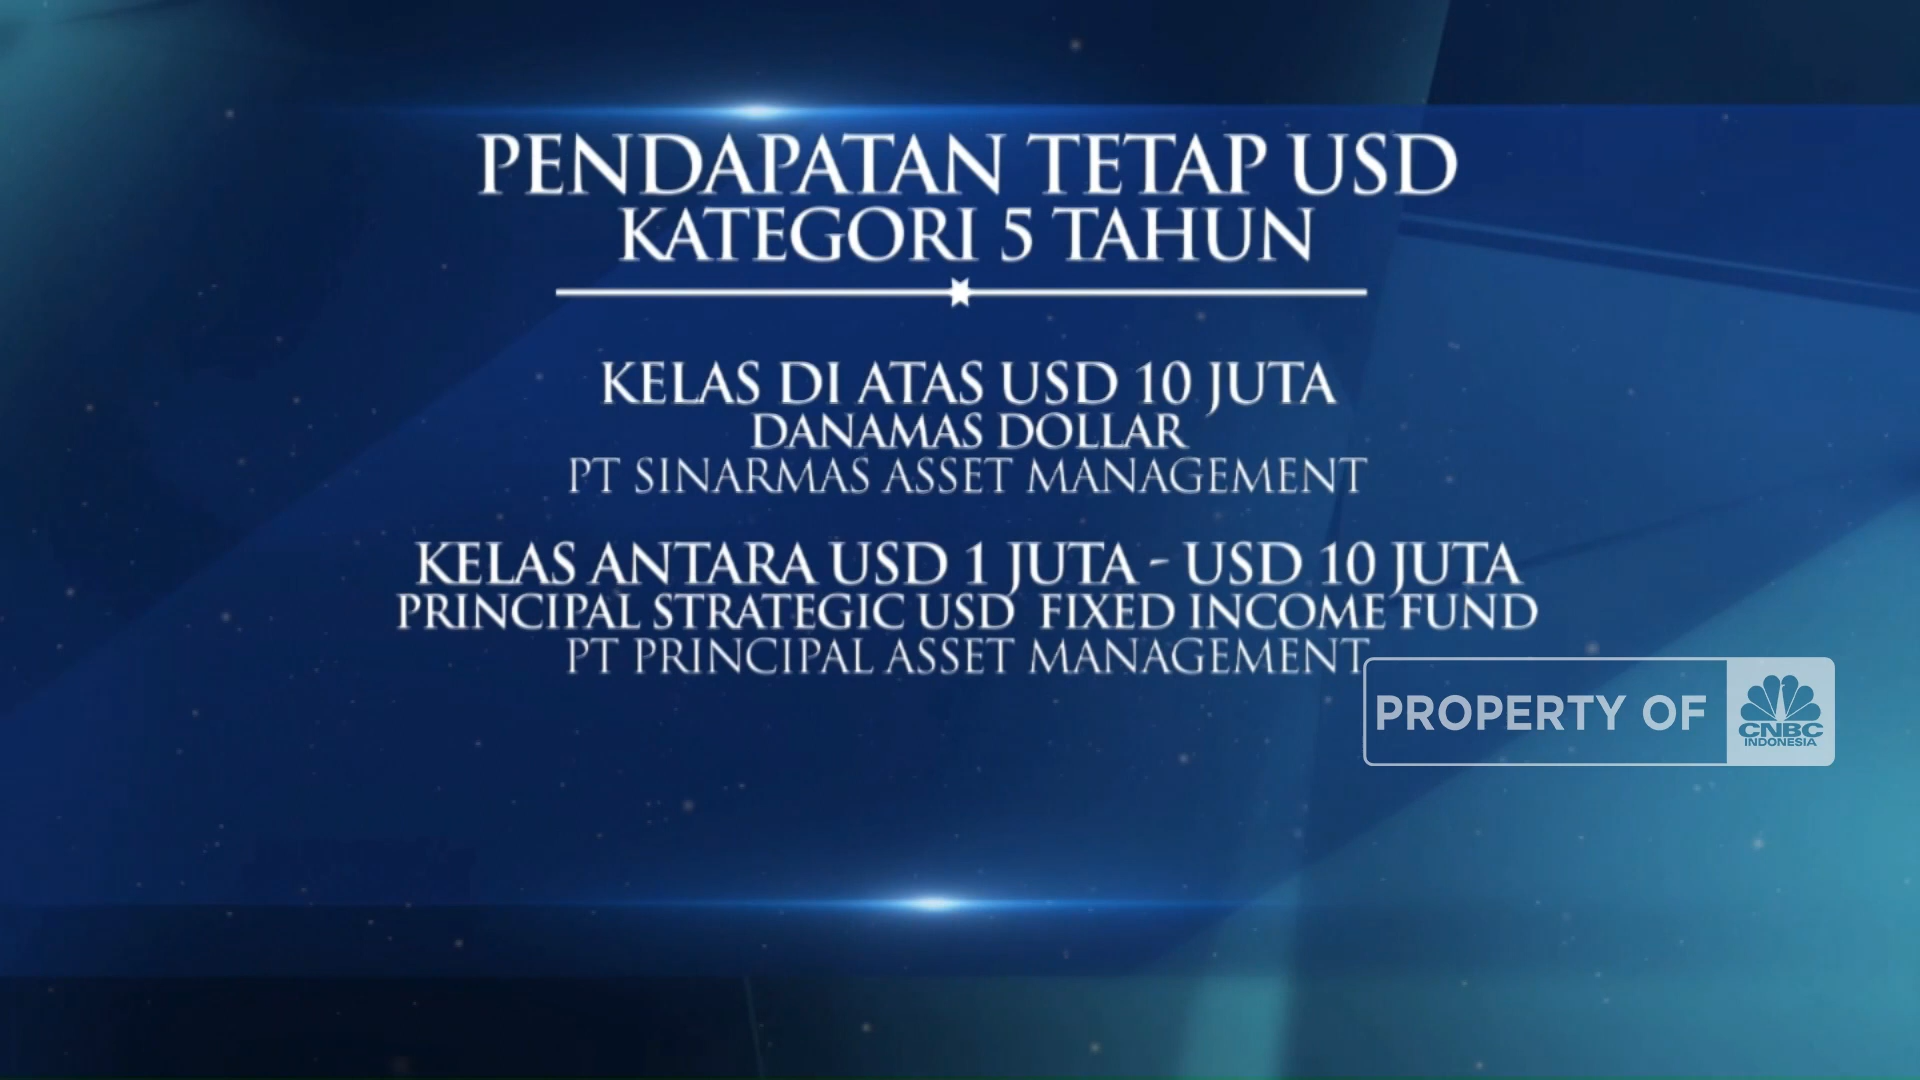 PENDAPATAN TETAP USD
KATEGORI 5 TAHUN
KELAS DI ATAS USD 10 JUTA
DANAMAS DOLLAR
PT SINARMAS ASSET MANAGEMENT
KELAS ANTARA USD 1 JUTA - USD 10 JUTA
PRINCIPAL STRATEGIC USD FIXED INCOME FUND
PT PRINCIPAL ASSET MANAGEMENT
PROPERTY OF
CNBC
INDONESIA